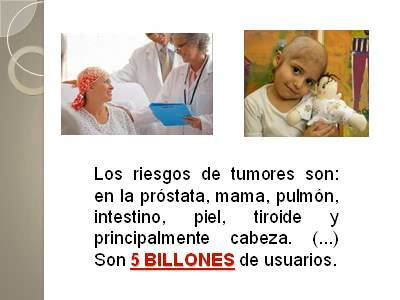 Los riesgos de tumores son:
en la próstata, mama, pulmón,
intestino, piel, tiroide y
principalmente cabeza. (...)
Son 5 BILLONES de usuarios.